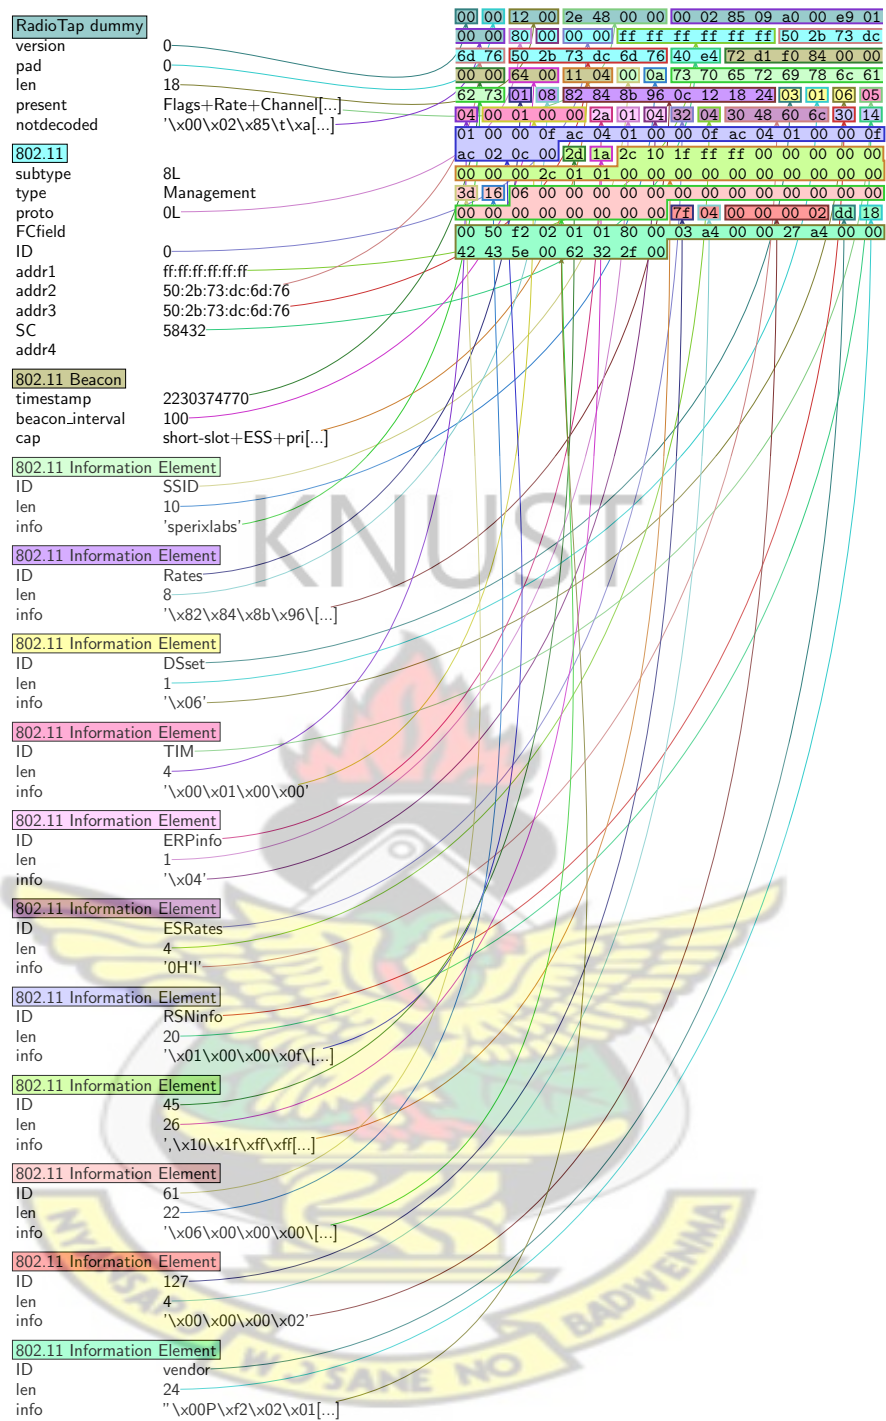 RadioTap dummy
version 0
pad 0
len 18
present Flags+Rate+Channel[...]
notdecoded '\x00\x02\x85\t\xa[...]
802.11
subtype 8L
type Management
proto 0L
FCfield
ID 0
addr1 ff:ff:ff:ff:ff:ff
addr2 50:2b:73:dc:6d:76
addr3 50:2b:73:dc:6d:76
SC 58432
addr4
802.11 Beacon
timestamp 2230374770
beacon_interval 100
cap short-slot+ESS+pri[...]
802.11 Information Element
ID SSID
len 10
info 'sperixlabs'
802.11 Information Element
ID Rates
len 8
info '\x82\x84\x8b\x96\[...]
802.11 Information Element
ID DSset
len 1
info '\x06'
802.11 Information Element
ID TIM
len 4
info '\x00\x01\x00\x00'
802.11 Information Element
ID ERPinfo
len 1
info '\x04'
802.11 Information Element
ID ESRates
len 4
info '0H`l'
802.11 Information Element
ID RSNinfo
len 20
info '\x01\x00\x00\x0f\[...]
802.11 Information Element
ID 45
len 26
info ',\x10\x1f\xff\xff[...]
802.11 Information Element
ID 61
len 22
info '\x06\x00\x00\x00\[...]
802.11 Information Element
ID 127
len 4
info '\x00\x00\x00\x02'
802.11 Information Element
ID vendor
len 24
info "\x00P\xf2\x02\x01[...]
00 00 12 00 2e 48 00 00 00 02 85 09 a0 00 e9 01
00 00 80 00 00 00 ff ff ff ff ff ff 50 2b 73 dc
6d 76 50 2b 73 dc 6d 76 40 e4 72 d1 f0 84 00 00
00 00 64 00 11 04 00 0a 73 70 65 72 69 78 6c 61
62 73 01 08 82 84 8b 96 0c 12 18 24 03 01 06 05
04 00 01 00 00 2a 01 04 32 04 30 48 60 6c 30 14
01 00 00 0f ac 04 01 00 00 0f ac 04 01 00 00 0f
ac 02 0c 00 2d 1a 2c 10 1f ff ff 00 00 00 00 00
00 00 00 2c 01 01 00 00 00 00 00 00 00 00 00 00
3d 16 06 00 00 00 00 00 00 00 00 00 00 00 00 00
00 00 00 00 00 00 00 00 7f 04 00 00 00 02 dd 18
00 50 f2 02 01 01 80 00 03 a4 00 00 27 a4 00 00
42 43 5e 00 62 32 2f 00
KNUST
NYANSAPO W J SANE NO BADWENMA